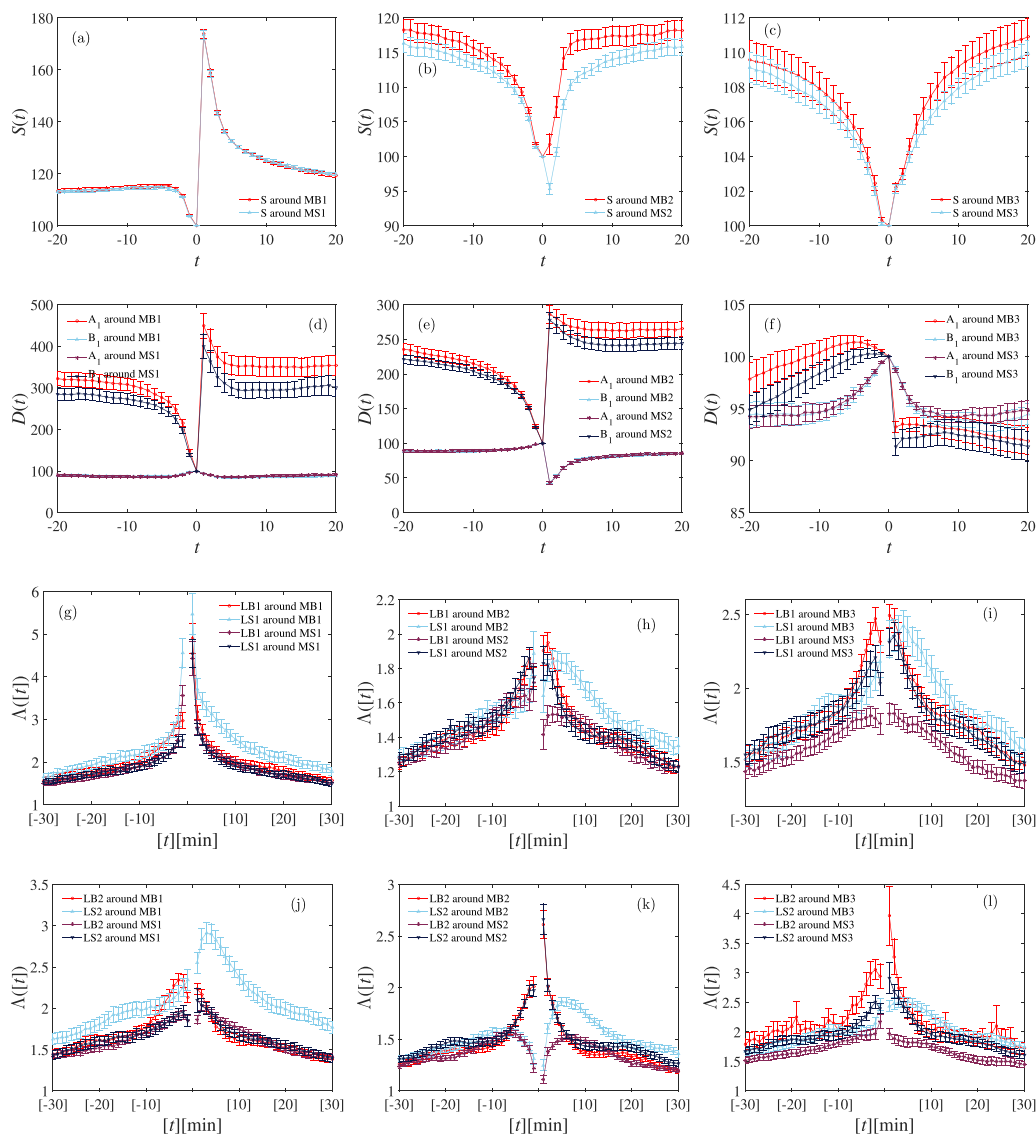 (a)
S(t)
180
160
140
120
100
-20 -10 0 10 20
t
S around MB1
S around MS1
(b)
S(t)
120
115
110
105
100
95
90
-20 -10 0 10 20
t
S around MB2
S around MS2
(c)
S(t)
112
110
108
106
104
102
100
-20 -10 0 10 20
t
S around MB3
S around MS3
(d)
D(t)
500
400
300
200
100
0
-20 -10 0 10 20
t
A1 around MB1
B1 around MB1
A1 around MS1
B1 around MS1
(e)
D(t)
300
250
200
150
100
50
0
-20 -10 0 10 20
t
A1 around MB2
B1 around MB2
A1 around MS2
B1 around MS2
(f)
D(t)
105
100
95
90
85
-20 -10 0 10 20
t
A1 around MB3
B1 around MB3
A1 around MS3
B1 around MS3
(g)
Λ([t])
6
5
4
3
2
1
[-30] [-20] [-10] [10] [20] [30]
[t][min]
LB1 around MB1
LS1 around MB1
LB1 around MS1
LS1 around MS1
(h)
Λ([t])
2.2
2
1.8
1.6
1.4
1.2
1
[-30] [-20] [-10] [10] [20] [30]
[t][min]
LB1 around MB2
LS1 around MB2
LB1 around MS2
LS1 around MS2
(i)
Λ([t])
2.5
2
1.5
[-30] [-20] [-10] [10] [20] [30]
[t][min]
LB1 around MB3
LS1 around MB3
LB1 around MS3
LS1 around MS3
(j)
Λ([t])
3.5
3
2.5
2
1.5
1
[-30] [-20] [-10] [10] [20] [30]
[t][min]
LB2 around MB1
LS2 around MB1
LB2 around MS1
LS2 around MS1
(k)
Λ([t])
3
2.5
2
1.5
1
[-30] [-20] [-10] [10] [20] [30]
[t][min]
LB2 around MB2
LS2 around MB2
LB2 around MS2
LS2 around MS2
(l)
Λ([t])
4.5
4
3.5
3
2.5
2
1.5
1
[-30] [-20] [-10] [10] [20] [30]
[t][min]
LB2 around MB3
LS2 around MB3
LB2 around MS3
LS2 around MS3